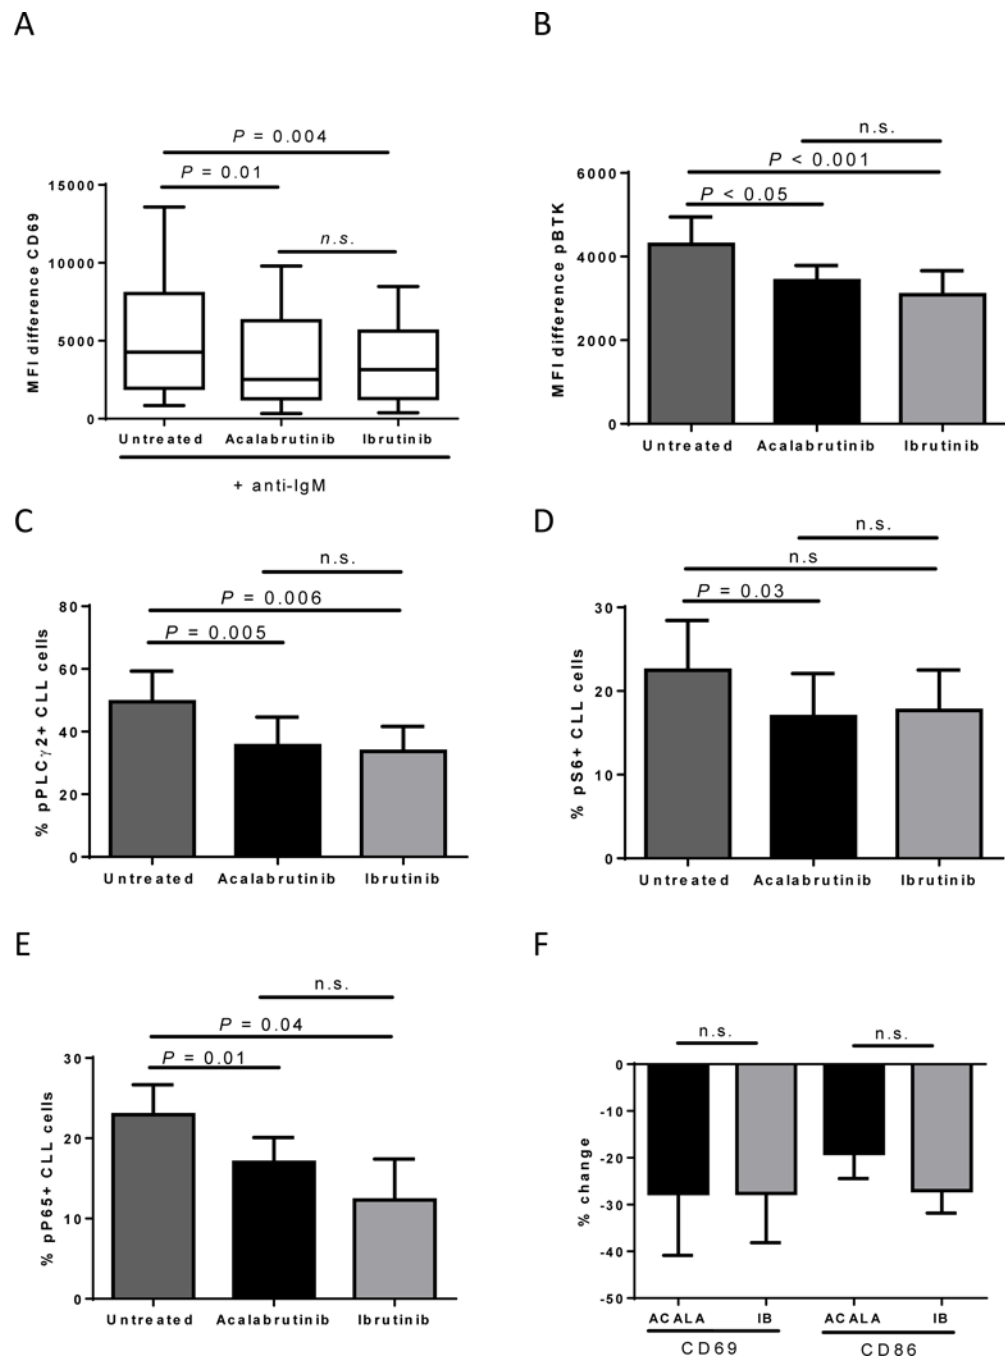 A
P = 0.004
P = 0.01
n.s.
MFI difference CD69
15000
10000
5000
0
Untreated Acalabrutinib Ibrutinib
+ anti-IgM
B
n.s.
P < 0.001
P < 0.05
MFI difference pBTK
6000
4000
2000
0
Untreated Acalabrutinib Ibrutinib
C
n.s.
P = 0.006
P = 0.005
% pPLCγ2+ CLL cells
80
60
40
20
0
Untreated Acalabrutinib Ibrutinib
D
n.s.
n.s
P = 0.03
% pS6+ CLL cells
30
20
10
0
Untreated Acalabrutinib Ibrutinib
E
n.s.
P = 0.04
P = 0.01
% pP65+ CLL cells
30
20
10
0
Untreated Acalabrutinib Ibrutinib
F
n.s. n.s.
% change
0
-10
-20
-30
-40
-50
ACALA IB ACALA IB
CD69 CD86